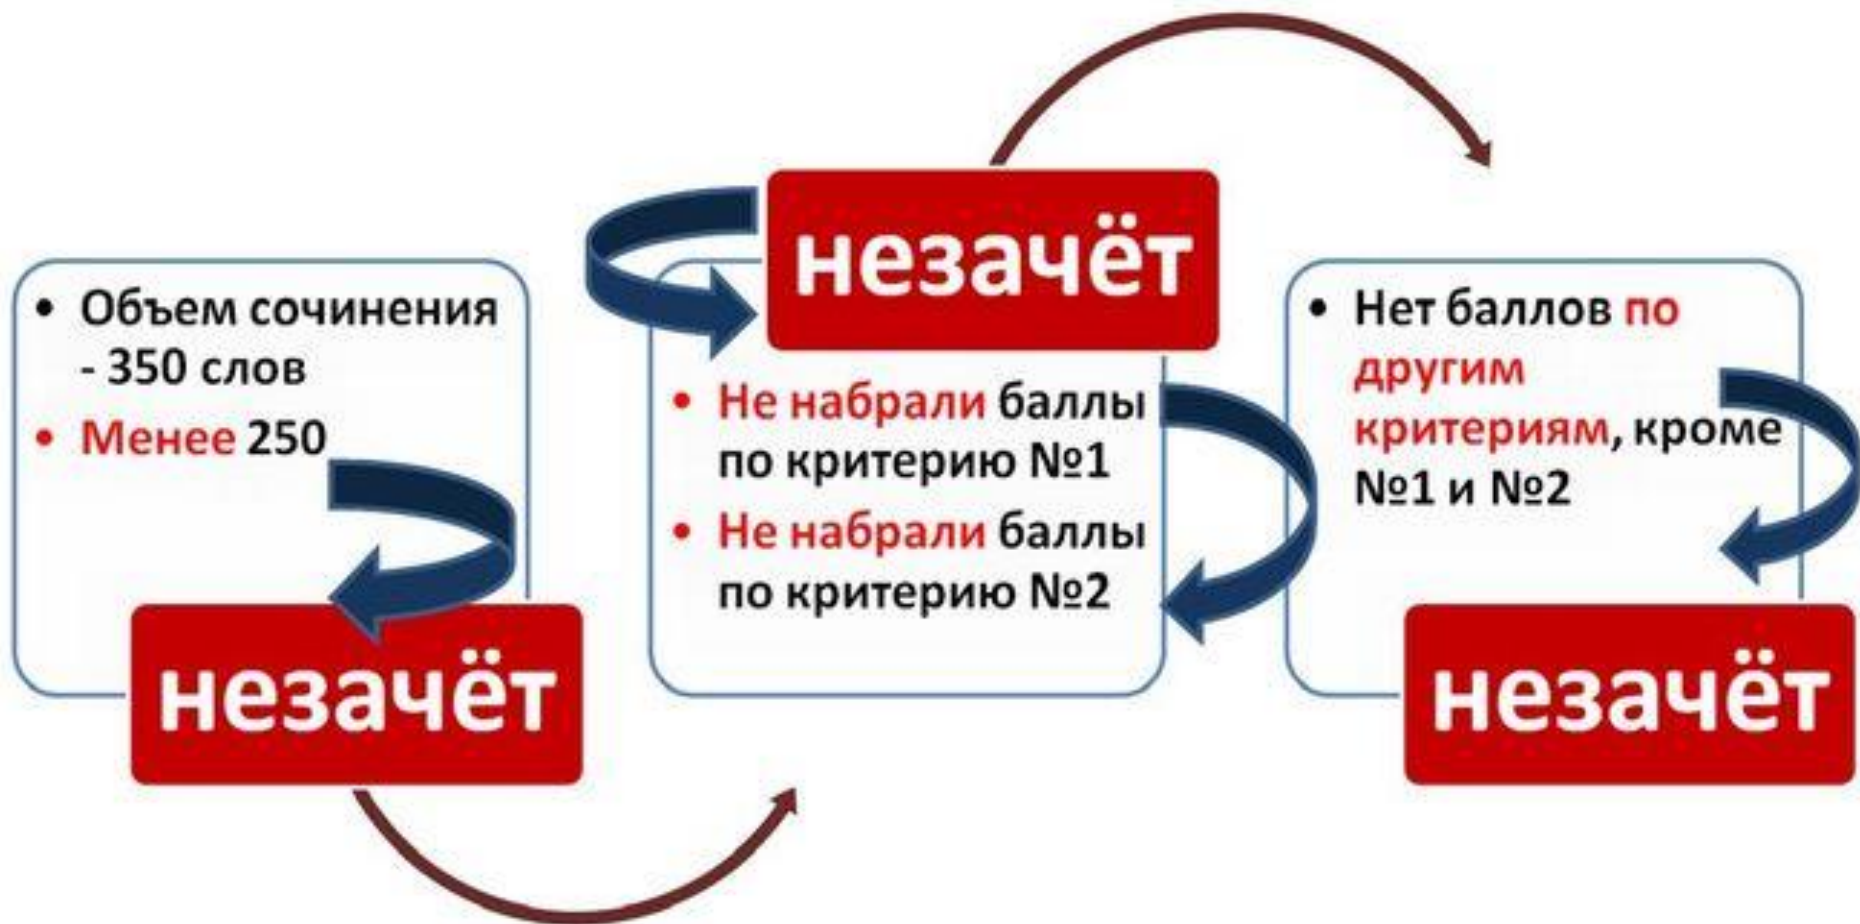 • Объем сочинения
- 350 слов
• Менее 250
незачёт
незачёт
• Не набрали баллы
по критерию №1
• Не набрали баллы
по критерию №2
• Нет баллов по
другим
критериям, кроме
№1 и №2
незачёт